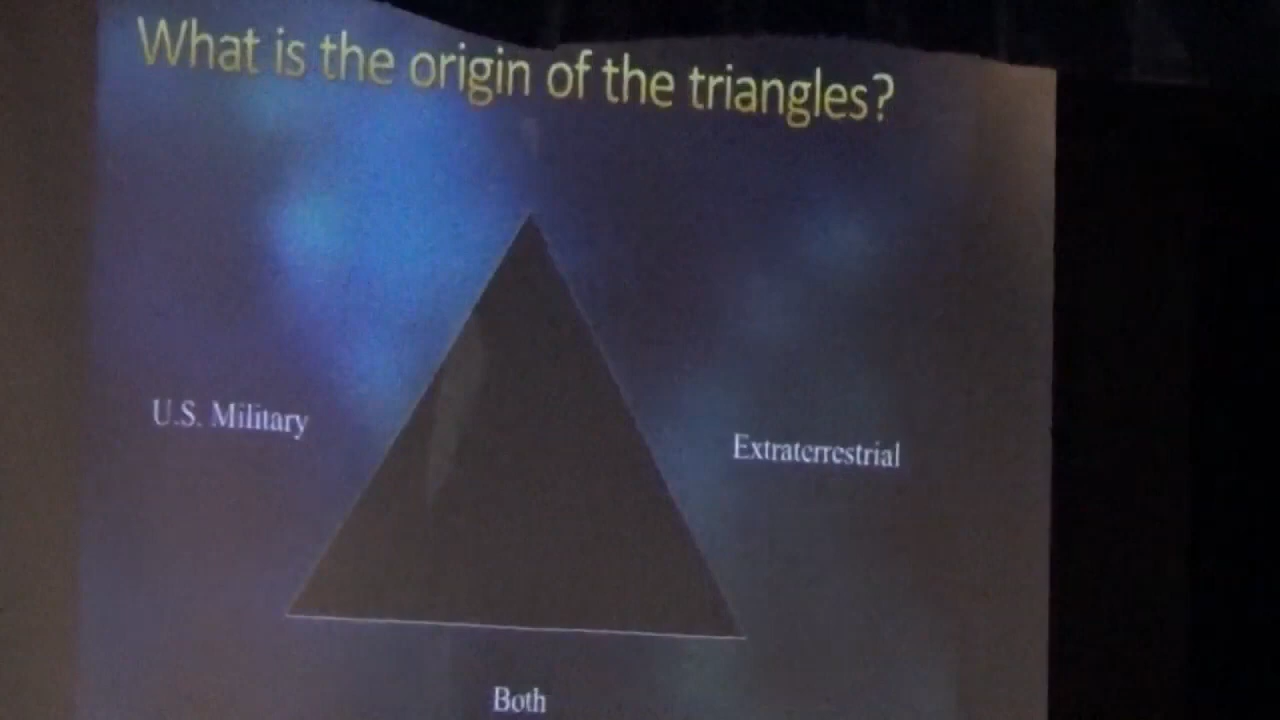 What is the origin of the triangles?
U.S. Military
Extraterrestrial
Both